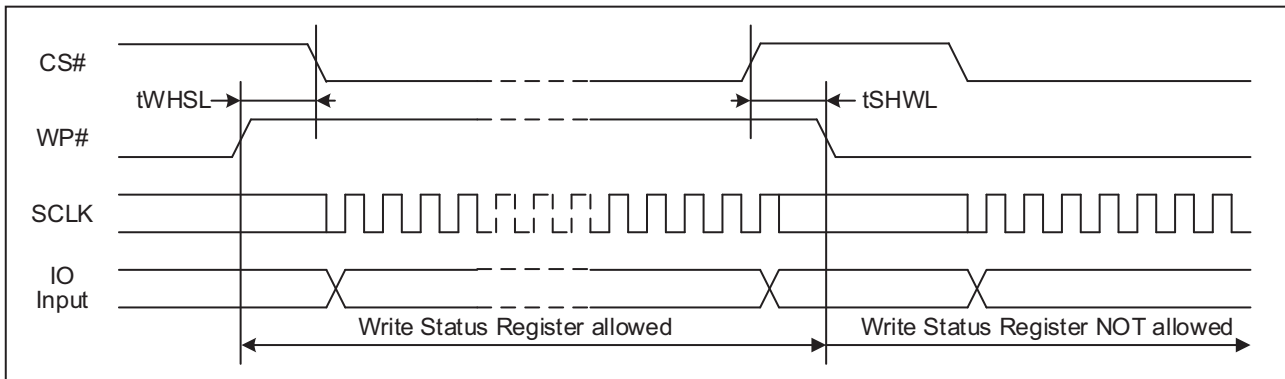 CS#
tWHSL
tSHWL
WP#
SCLK
IO
Input
Write Status Register allowed
Write Status Register NOT allowed